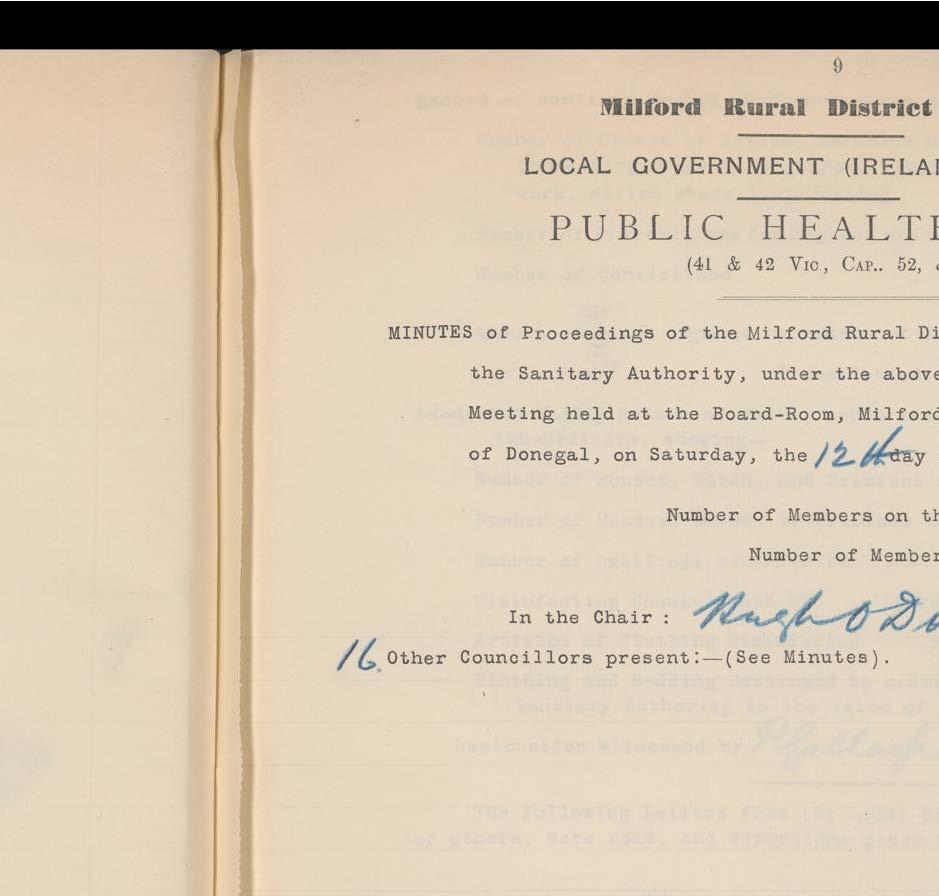 9
Milford Rural District
LOCAL GOVERNMENT (IRELAN
PUBLIC HEALTH
(41 & 42 Vic, Cap.. 52, &
MINUTES of Proceedings of the Milford Rural Di
the Sanitary Authority, under the above
Meeting held at the Board-Room, Milford
of Donegal, on Saturday, the 12th day
Number of Members on th
Number of Member
In the Chair : Hugh O Do
16 Other Councillors present:—(See Minutes).